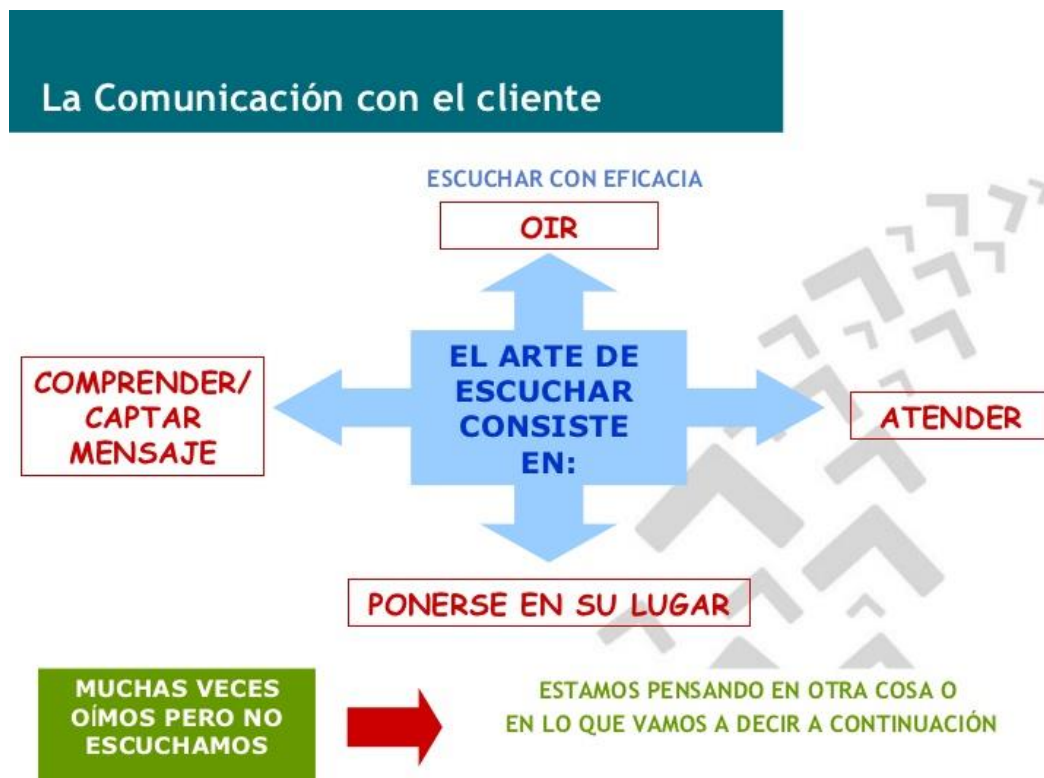 La Comunicación con el cliente
ESCUCHAR CON EFICACIA
OIR
EL ARTE DE
ESCUCHAR
CONSISTE
EN:
COMPRENDER/
CAPTAR
MENSAJE
ATENDER
PONERSE EN SU LUGAR
MUCHAS VECES
OÍMOS PERO NO
ESCUCHAMOS
ESTAMOS PENSANDO EN OTRA COSA O
EN LO QUE VAMOS A DECIR A CONTINUACIÓN